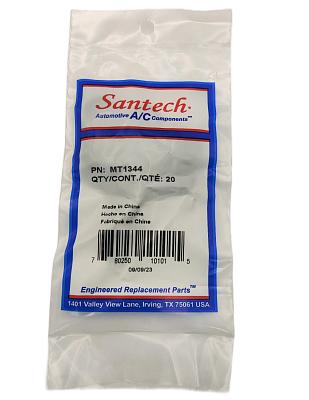 Santech
Automotive A/C Components™
PN: MT1344
QTY/CONT./QTÉ: 20
Made in China
Hecho en China
Fabriqué en China
7 80250 10101 5
09/09/23
Engineered Replacement Parts™
1401 Valley View Lane, Irving, TX 75061 USA